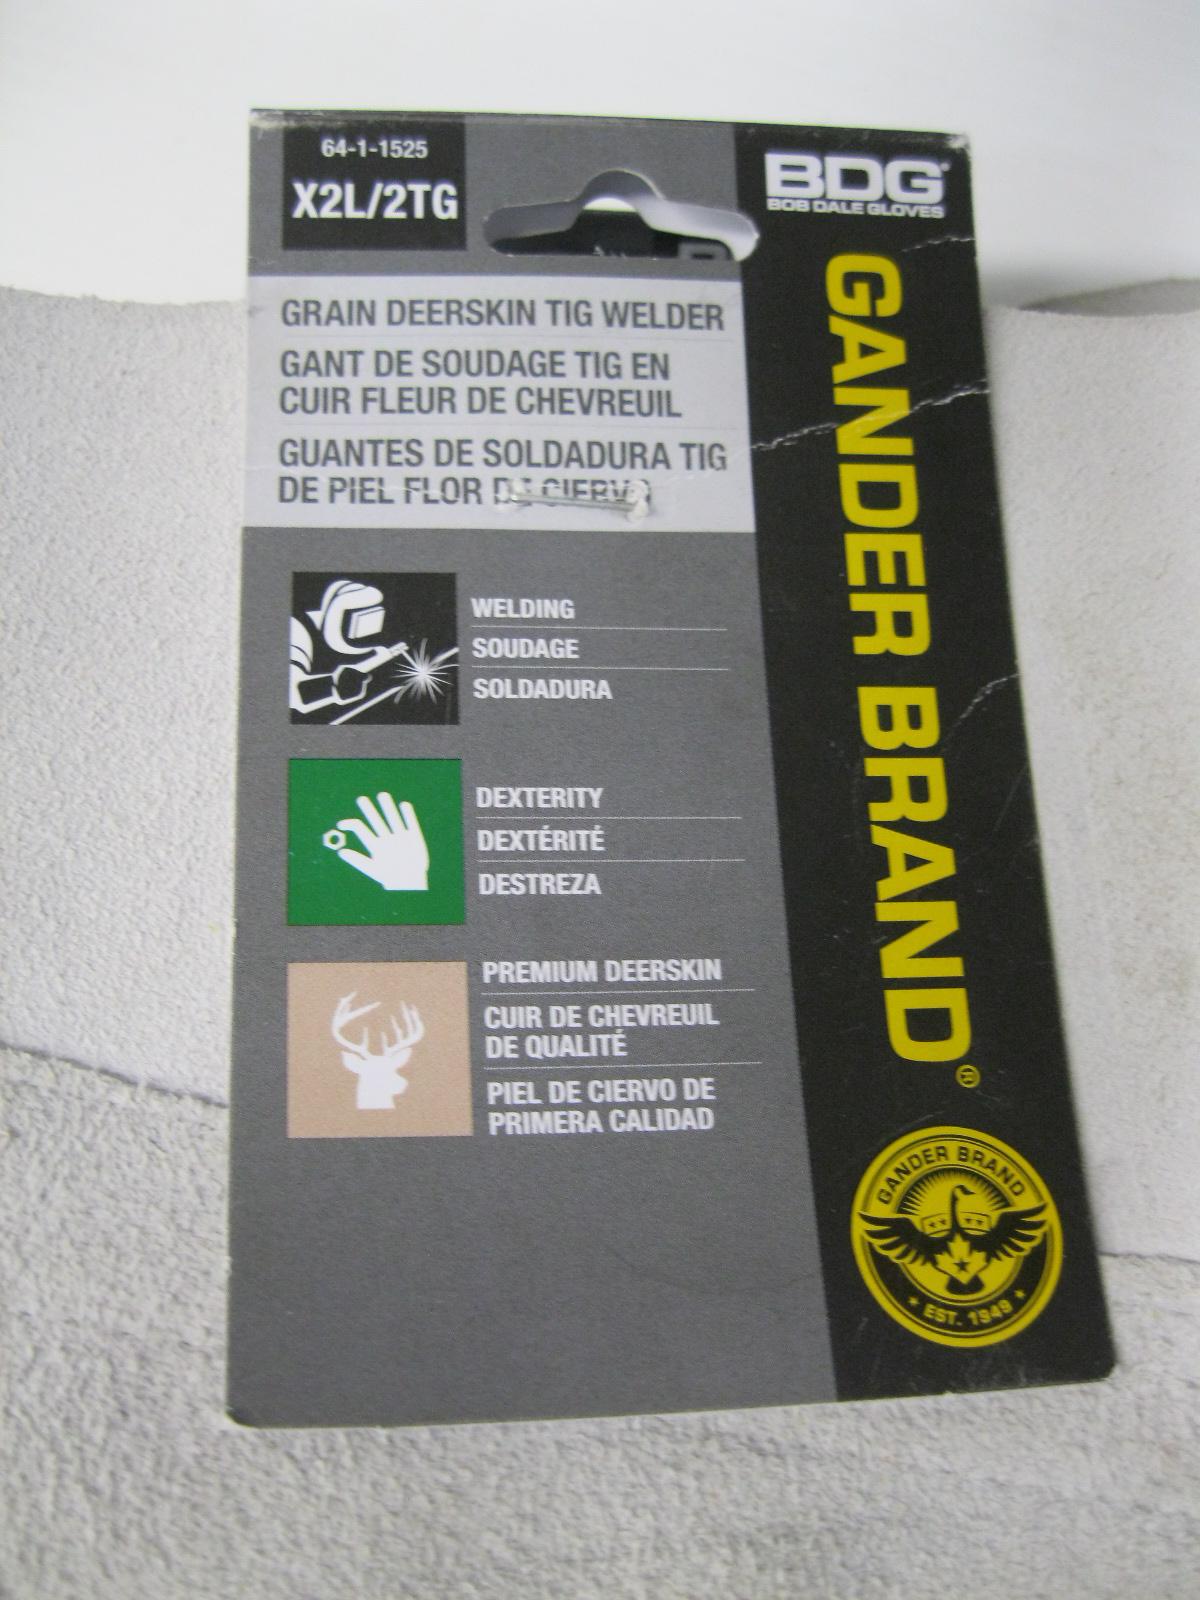 64-1-1525
X2L/2TG
BDG
BOB DALE GLOVES
GRAIN DEERSKIN TIG WELDER
GANT DE SOUDAGE TIG EN
CUIR FLEUR DE CHEVREUIL
GUANTES DE SOLDADURA TIG
DE PIEL FLOR DE CIERVO
WELDING
SOUDAGE
SOLDADURA
DEXTERITY
DEXTÉRITÉ
DESTREZA
PREMIUM DEERSKIN
CUIR DE CHEVREUIL
DE QUALITÉ
PIEL DE CIERVO DE
PRIMERA CALIDAD
GANDER BRAND®
GANDER BRAND
EST. 1949